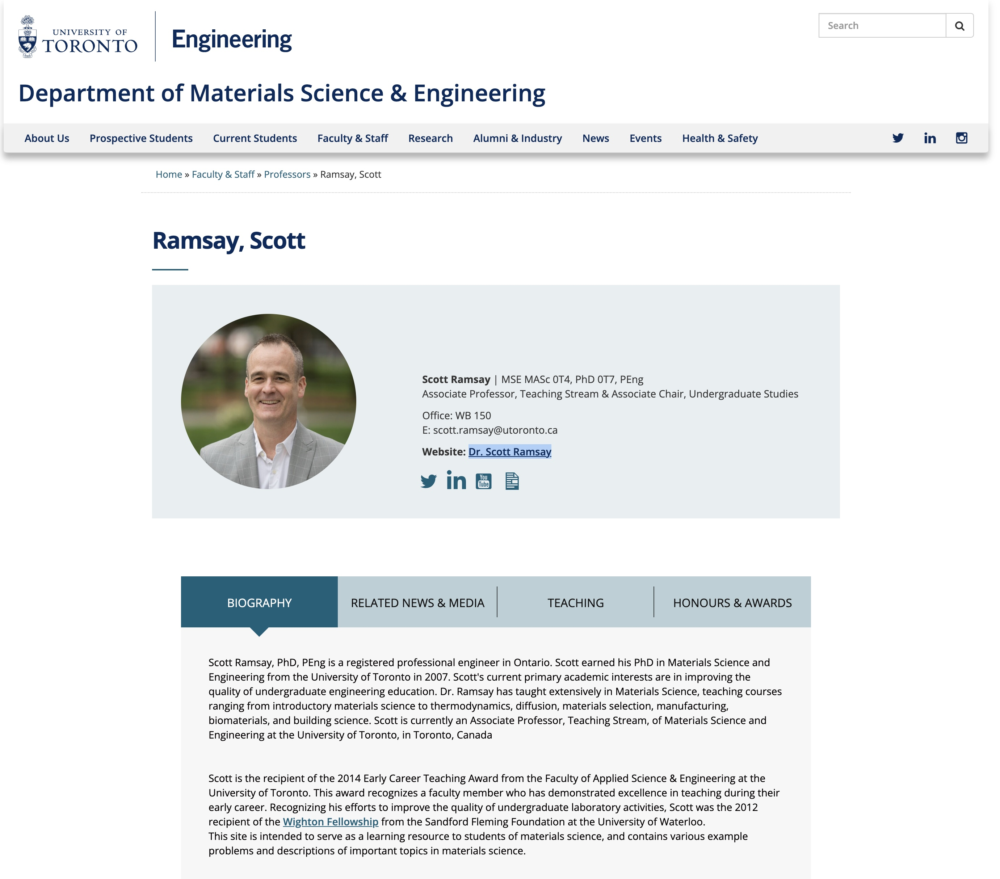 UNIVERSITY OF
TORONTO
Engineering
Search
Department of Materials Science & Engineering
About Us Prospective Students Current Students Faculty & Staff Research Alumni & Industry News Events Health & Safety
Home » Faculty & Staff » Professors » Ramsay, Scott
Ramsay, Scott
Scott Ramsay | MSE MASc 0T4, PhD 0T7, PEng
Associate Professor, Teaching Stream & Associate Chair, Undergraduate Studies
Office: WB 150
E: scott.ramsay@utoronto.ca
Website: Dr. Scott Ramsay
in You Tube
BIOGRAPHY RELATED NEWS & MEDIA TEACHING HONOURS & AWARDS
Scott Ramsay, PhD, PEng is a registered professional engineer in Ontario. Scott earned his PhD in Materials Science and
Engineering from the University of Toronto in 2007. Scott's current primary academic interests are in improving the
quality of undergraduate engineering education. Dr. Ramsay has taught extensively in Materials Science, teaching courses
ranging from introductory materials science to thermodynamics, diffusion, materials selection, manufacturing,
biomaterials, and building science. Scott is currently an Associate Professor, Teaching Stream, of Materials Science and
Engineering at the University of Toronto, in Toronto, Canada
Scott is the recipient of the 2014 Early Career Teaching Award from the Faculty of Applied Science & Engineering at the
University of Toronto. This award recognizes a faculty member who has demonstrated excellence in teaching during their
early career. Recognizing his efforts to improve the quality of undergraduate laboratory activities, Scott was the 2012
recipient of the Wighton Fellowship from the Sandford Fleming Foundation at the University of Waterloo.
This site is intended to serve as a learning resource to students of materials science, and contains various example
problems and descriptions of important topics in materials science.